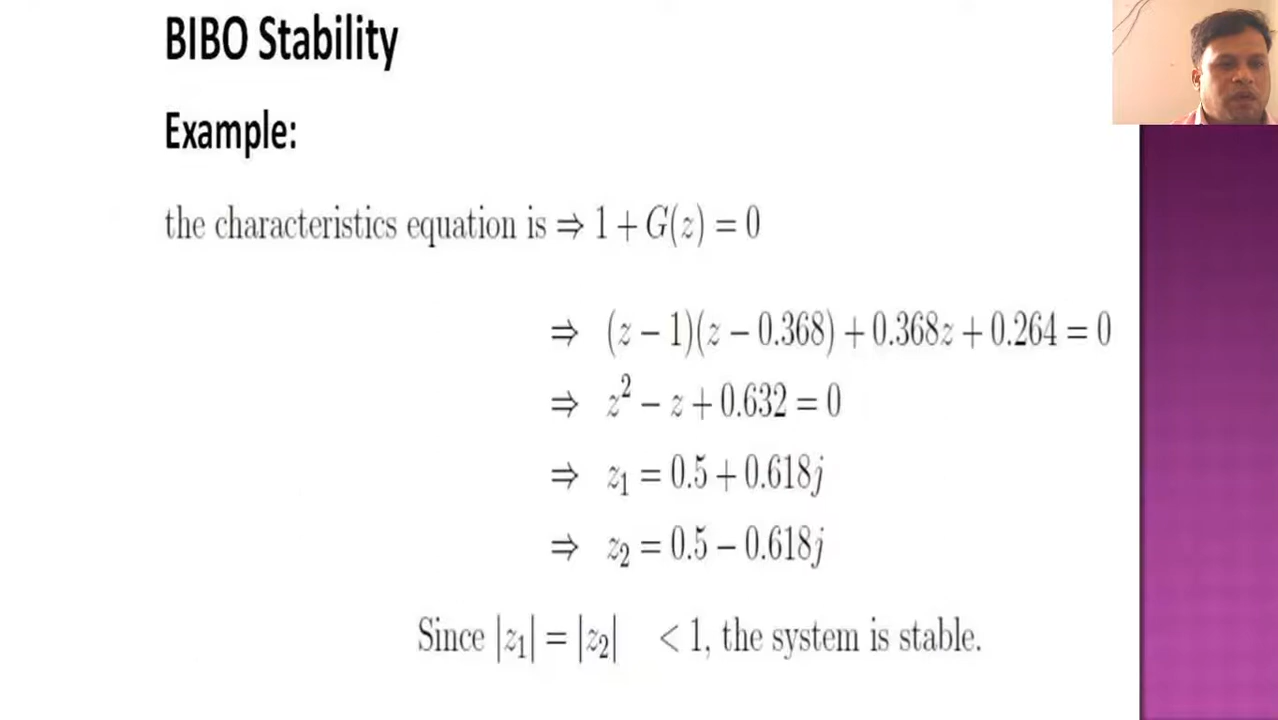 BIBO Stability
Example:
the characteristics equation is ⇒ 1 + G(z) = 0
⇒ (z − 1)(z − 0.368) + 0.368z + 0.264 = 0
⇒ z² − z + 0.632 = 0
⇒ z₁ = 0.5 + 0.618j
⇒ z₂ = 0.5 − 0.618j
Since |z₁| = |z₂| < 1, the system is stable.